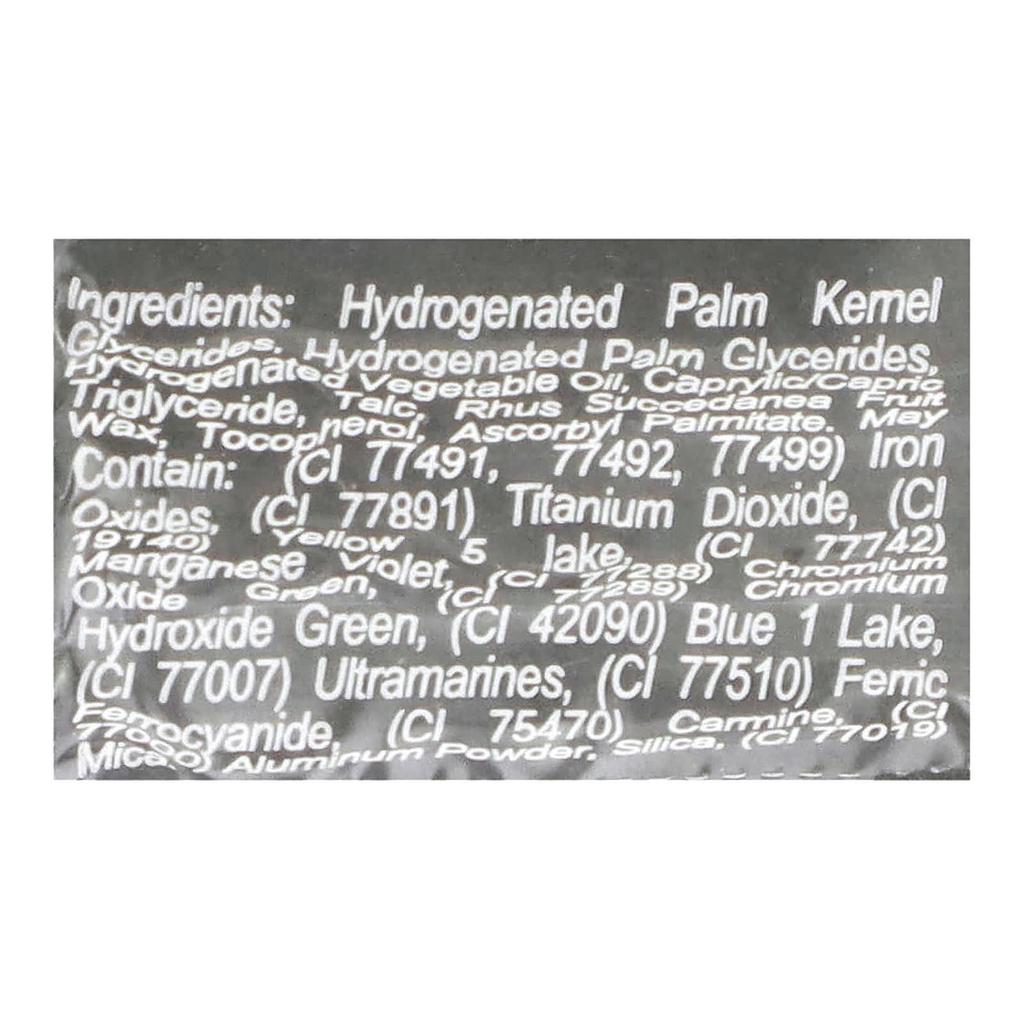 Ingredients: Hydrogenated Palm Kernel
Glycerides, Hydrogenated Palm Glycerides,
Hydrogenated Vegetable Oil, Caprylic/Capric
Triglyceride, Talc, Rhus Succedanea Fruit
Wax, Tocopherol, Ascorbyl Palmitate. May
Contain: (CI 77491, 77492, 77499) Iron
Oxides, (CI 77891) Titanium Dioxide, (CI
19140) Yellow 5 lake, (CI 77742)
Manganese Violet, (CI 77288) Chromium
Oxide Green, (CI 77289) Chromium
Hydroxide Green, (CI 42090) Blue 1 Lake,
(CI 77007) Ultramarines, (CI 77510) Ferric
Ferrocyanide, (CI 75470) Carmine, (CI
77000) Aluminum Powder. Silica, (CI 77019)
Mica